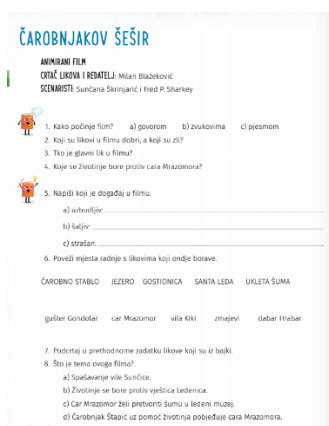 ČAROBNJAKOV ŠEŠIR
ANIMIRANI FILM
CRTAČ LIKOVA I REDATELJ: Milan Blažeković
SCENARISTI: Sunčana Škrinjarić i Fred P. Sharkey
1. Kako počinje film? a) govorom b) zvukovima c) pjesmom
2. Koji su likovi u filmu dobri, a koji su zli?
3. Tko je glavni lik u filmu?
4. Koje se životinje bore protiv cara Mrazomora?
5. Napiši koji je događaj u filmu:
a) uzbudljiv:
b) šaljiv:
c) strašan:
6. Poveži mjesta radnje s likovima koji ondje borave.
ČAROBNO STABLO JEZERO GOSTIONICA SANTA LEDA UKLETA ŠUMA
gušter Gondolar car Mrazomor vila Kiki zmajevi dabar Hrabar
7. Podcrtaj u prethodnome zadatku likove koji su iz bajki.
8. Što je tema ovoga filma?
a) Spašavanje vile Sunčice.
b) Životinje se bore protiv vještica Ledenica.
c) Car Mrazomor želi pretvoriti šumu u ledeni muzej.
d) Čarobnjak Štapić uz pomoć životinja pobjeđuje cara Mrazomora.